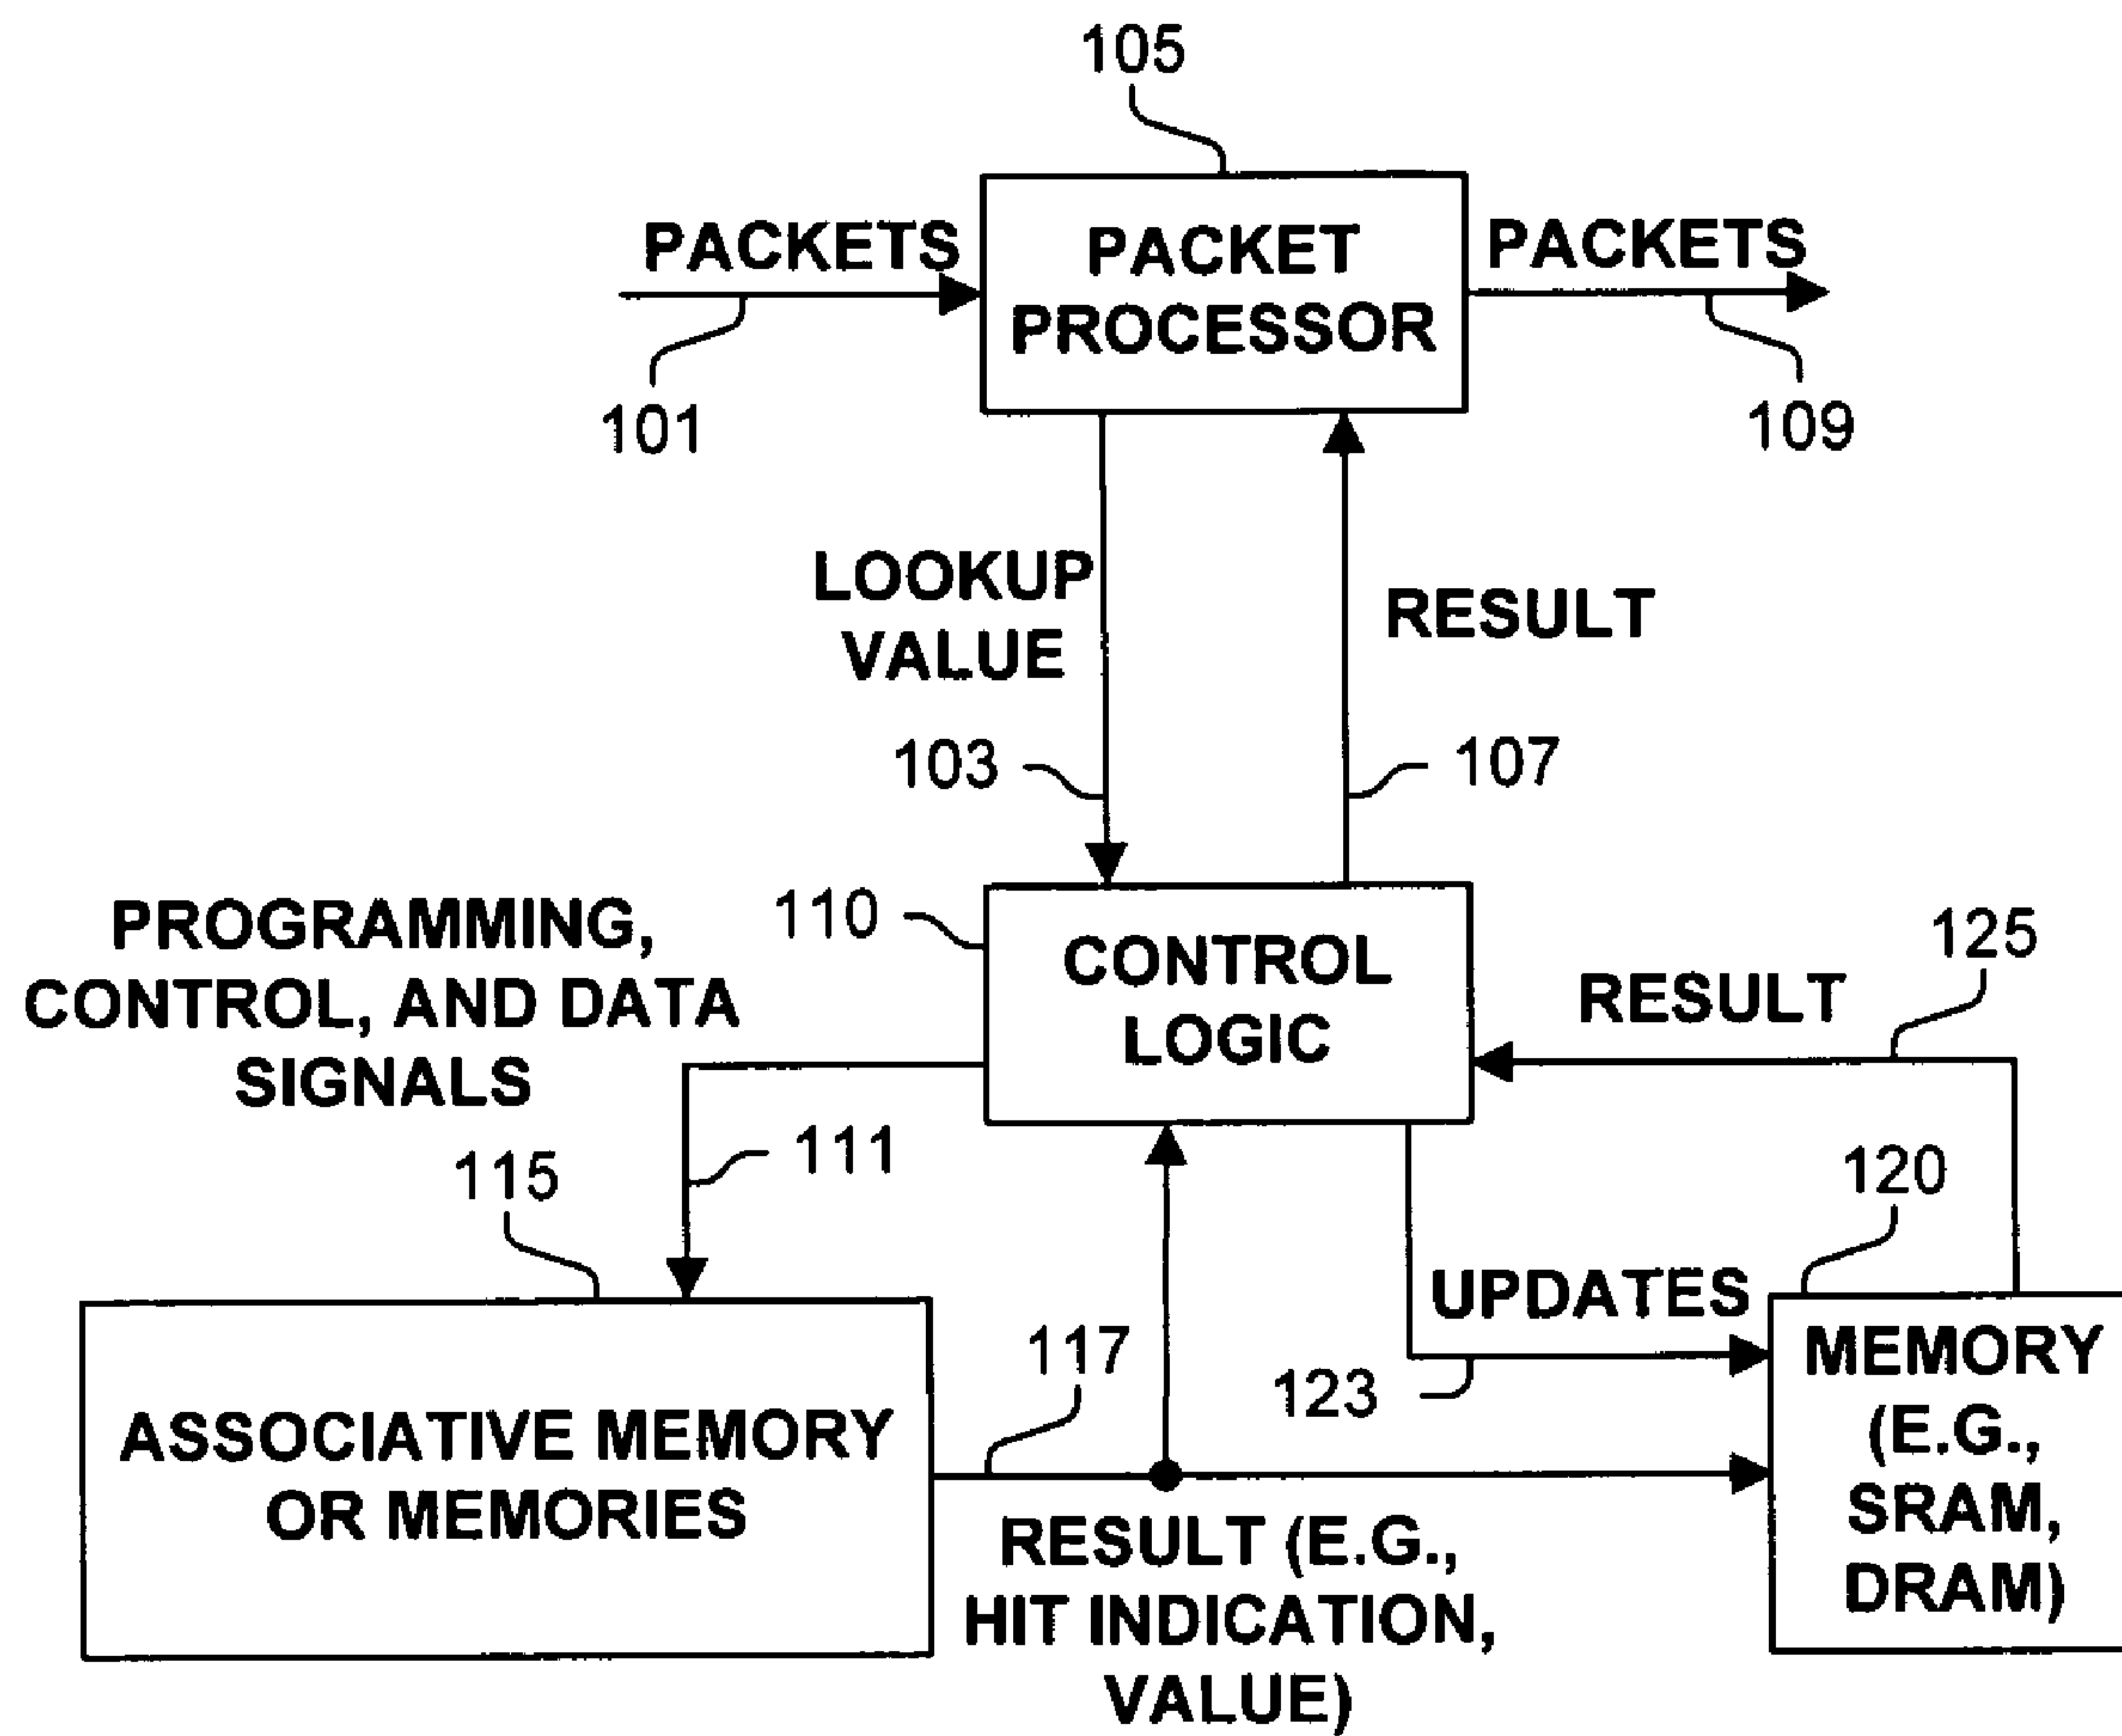 105
PACKETS
PACKET
PROCESSOR
PACKETS
101
109
LOOKUP
VALUE
RESULT
103
107
PROGRAMMING,
CONTROL, AND DATA
SIGNALS
110
CONTROL
LOGIC
RESULT
125
111
115
120
UPDATES
117
123
ASSOCIATIVE MEMORY
OR MEMORIES
MEMORY
(E.G.,
SRAM,
DRAM)
RESULT (E.G.,
HIT INDICATION,
VALUE)